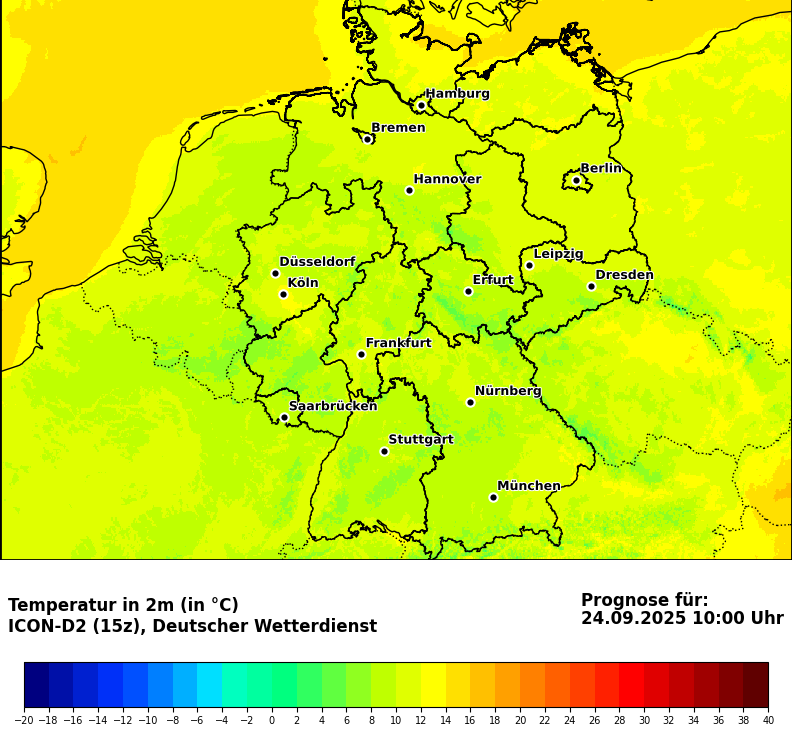 Hamburg
Bremen
Berlin
Hannover
Leipzig
Düsseldorf
Dresden
Köln
Erfurt
Frankfurt
Nürnberg
Saarbrücken
Stuttgart
München
Temperatur in 2m (in °C)
ICON-D2 (15z), Deutscher Wetterdienst
Prognose für:
24.09.2025 10:00 Uhr
−20 −18 −16 −14 −12 −10 −8 −6 −4 −2 0 2 4 6 8 10 12 14 16 18 20 22 24 26 28 30 32 34 36 38 40